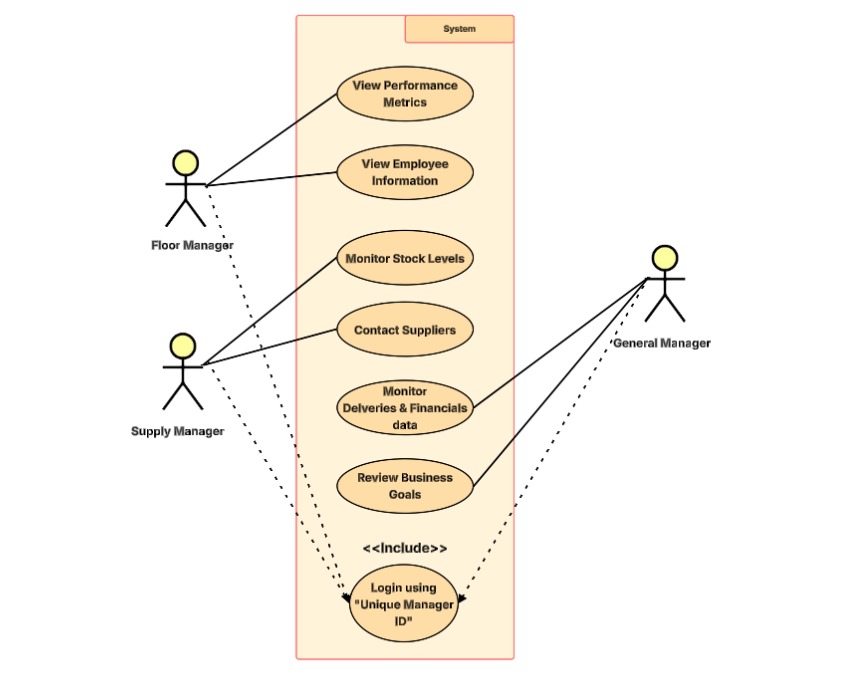 System
View Performance
Metrics
View Employee
Information
Floor Manager
Monitor Stock Levels
Contact Suppliers
General Manager
Monitor
Delveries & Financials
data
Supply Manager
Review Business
Goals
<<Include>>
Login using
"Unique Manager
ID"